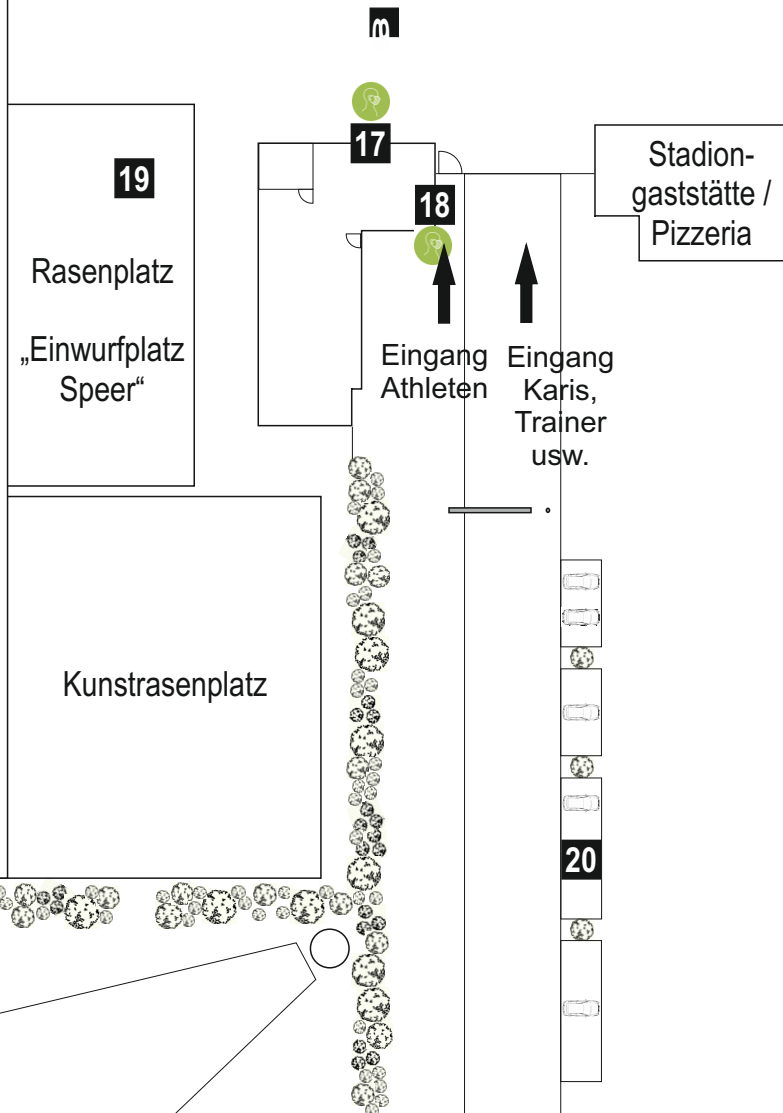 17
19
18
Stadion-
gaststätte /
Pizzeria
Rasenplatz
„Einwurfplatz
Speer“
Eingang
Athleten
Eingang
Karis,
Trainer
usw.
Kunstrasenplatz
20